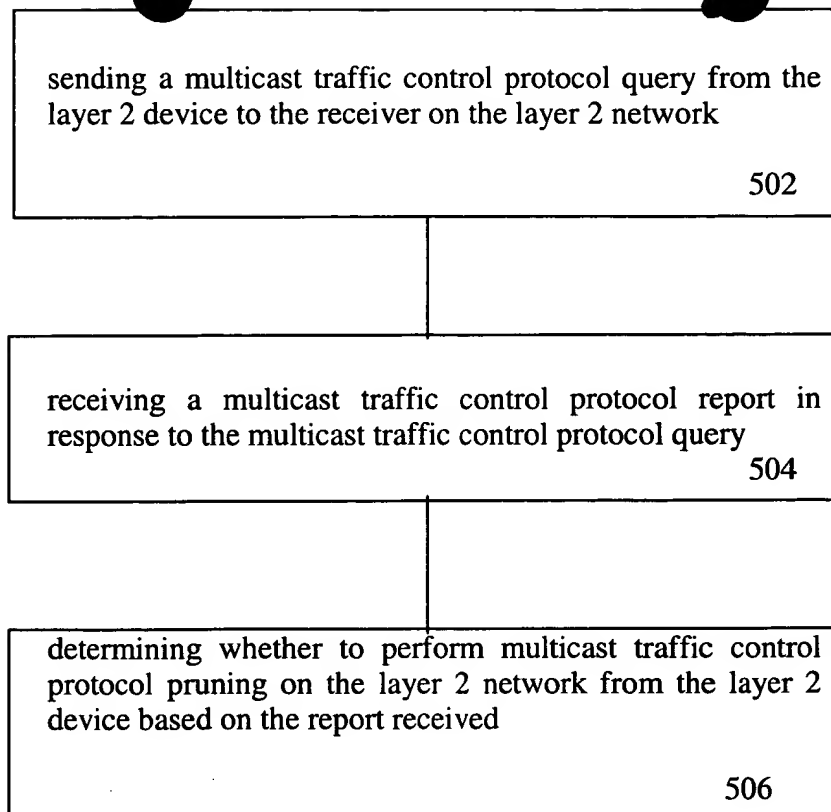 sending a multicast traffic control protocol query from the
layer 2 device to the receiver on the layer 2 network
502
receiving a multicast traffic control protocol report in
response to the multicast traffic control protocol query
504
determining whether to perform multicast traffic control
protocol pruning on the layer 2 network from the layer 2
device based on the report received
506